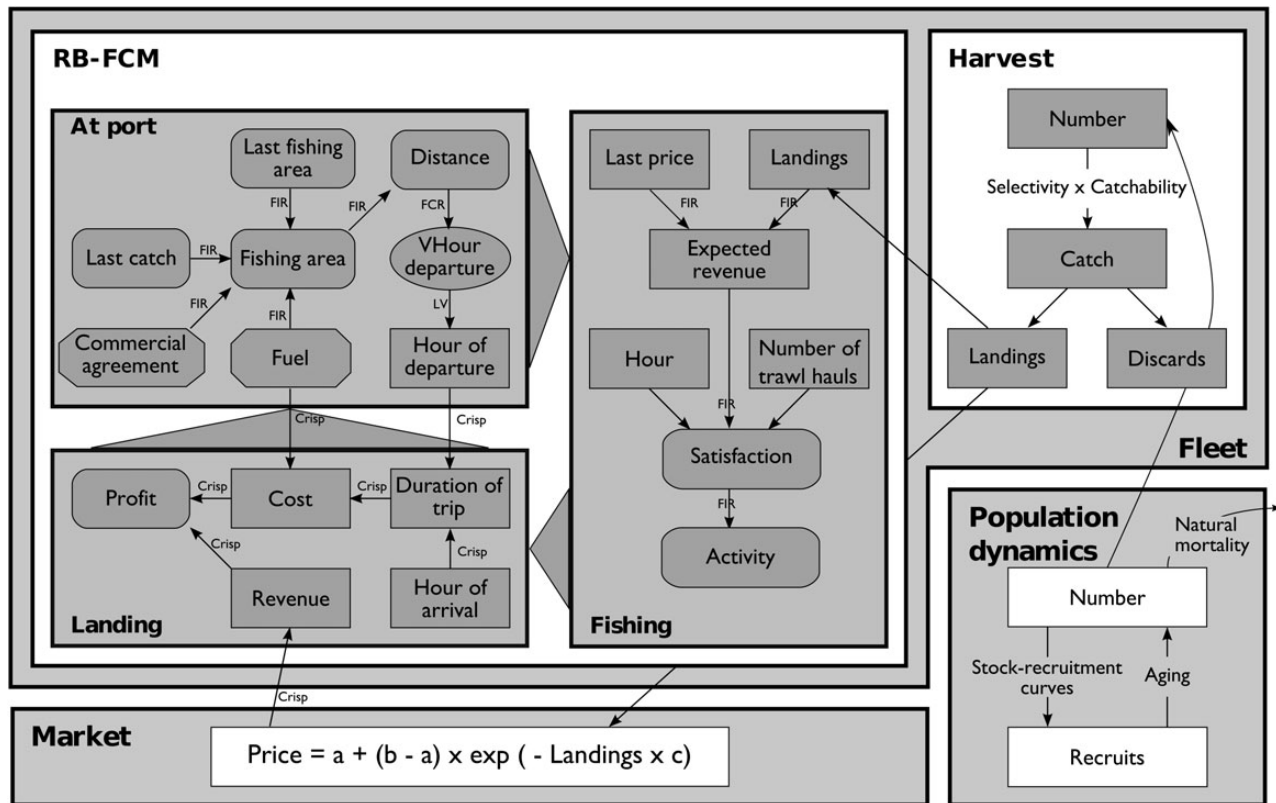 RB-FCM
At port
Last fishing
area
Distance
FIR
FIR
FCR
Last catch
FIR
Fishing area
VHour
departure
FIR
FIR
LV
Commercial
agreement
Fuel
Hour of
departure
Crisp
Crisp
Profit
Crisp
Cost
Crisp
Duration of
trip
Crisp
Crisp
Revenue
Hour of
arrival
Landing
Last price
Landings
FIR
FIR
Expected
revenue
Hour
Number of
trawl hauls
FIR
Satisfaction
FIR
Activity
Fishing
Harvest
Number
Selectivity x Catchability
Catch
Landings
Discards
Fleet
Population
dynamics
Natural
mortality
Number
Stock-recruitment
curves
Aging
Recruits
Crisp
Market
Price = a + (b - a) x exp ( - Landings x c)